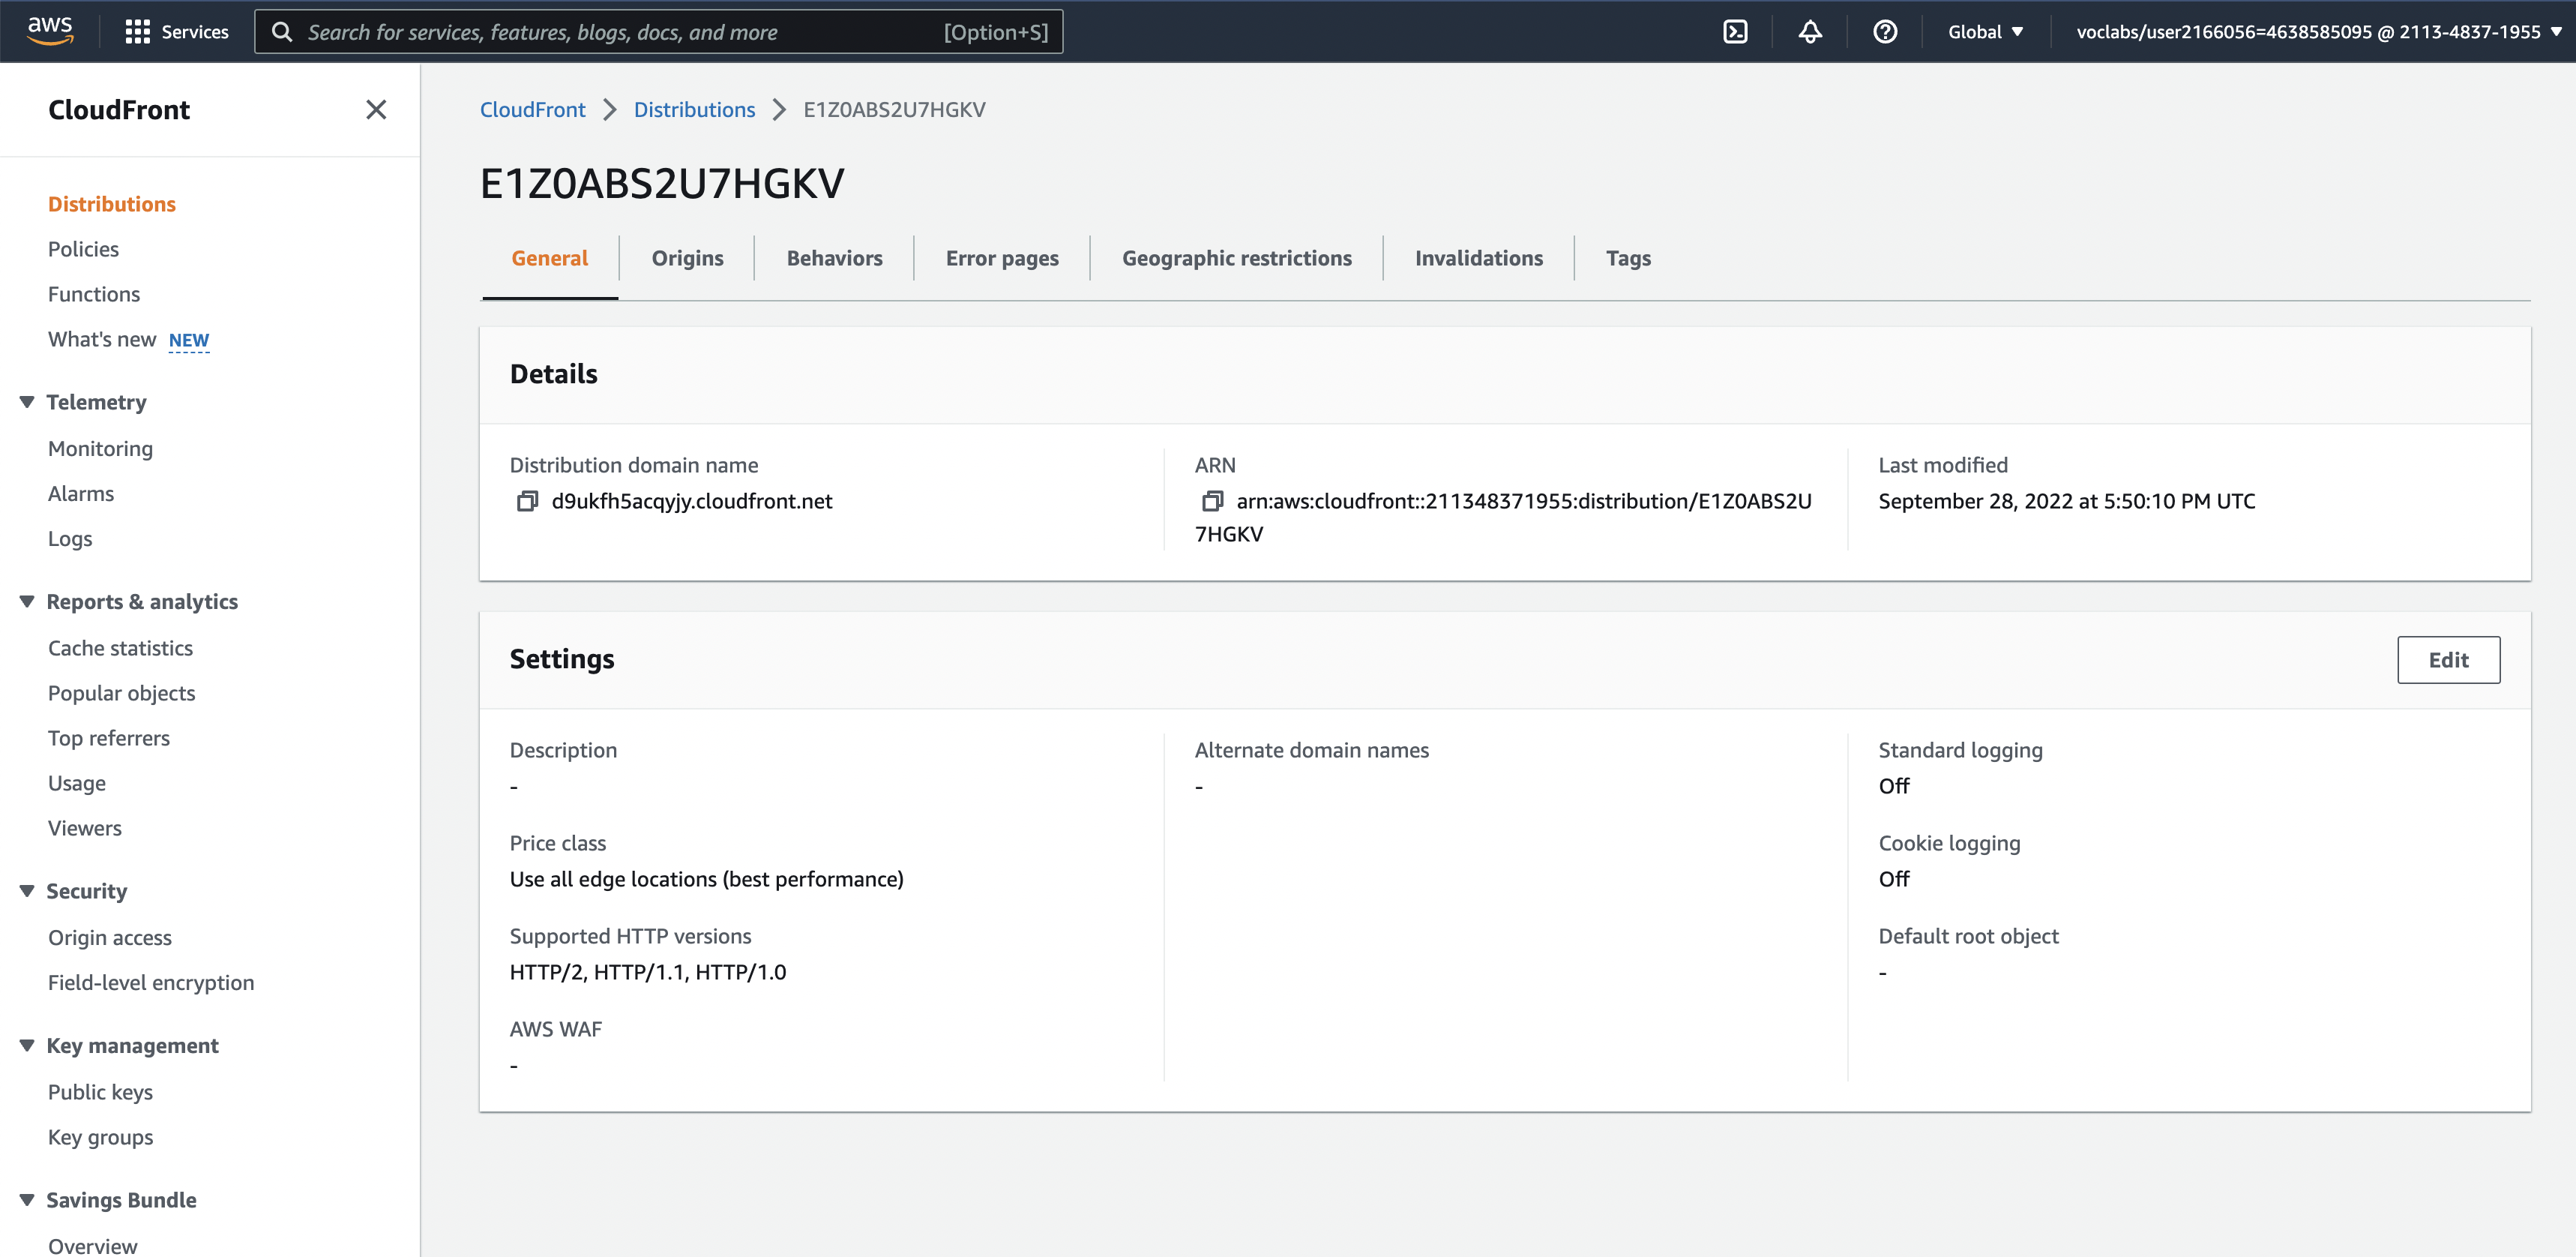 aws
Services
Search for services, features, blogs, docs, and more
[Option+S]
Global
voclabs/user2166056=4638585095 @ 2113-4837-1955
CloudFront
Distributions
Policies
Functions
What's new NEW
Telemetry
Monitoring
Alarms
Logs
Reports & analytics
Cache statistics
Popular objects
Top referrers
Usage
Viewers
Security
Origin access
Field-level encryption
Key management
Public keys
Key groups
Savings Bundle
Overview
CloudFront > Distributions > E1Z0ABS2U7HGKV
E1Z0ABS2U7HGKV
General
Origins
Behaviors
Error pages
Geographic restrictions
Invalidations
Tags
Details
Distribution domain name
d9ukfh5acqyjy.cloudfront.net
ARN
arn:aws:cloudfront::211348371955:distribution/E1Z0ABS2U
7HGKV
Last modified
September 28, 2022 at 5:50:10 PM UTC
Settings
Edit
Description
-
Price class
Use all edge locations (best performance)
Supported HTTP versions
HTTP/2, HTTP/1.1, HTTP/1.0
AWS WAF
-
Alternate domain names
-
Standard logging
Off
Cookie logging
Off
Default root object
-